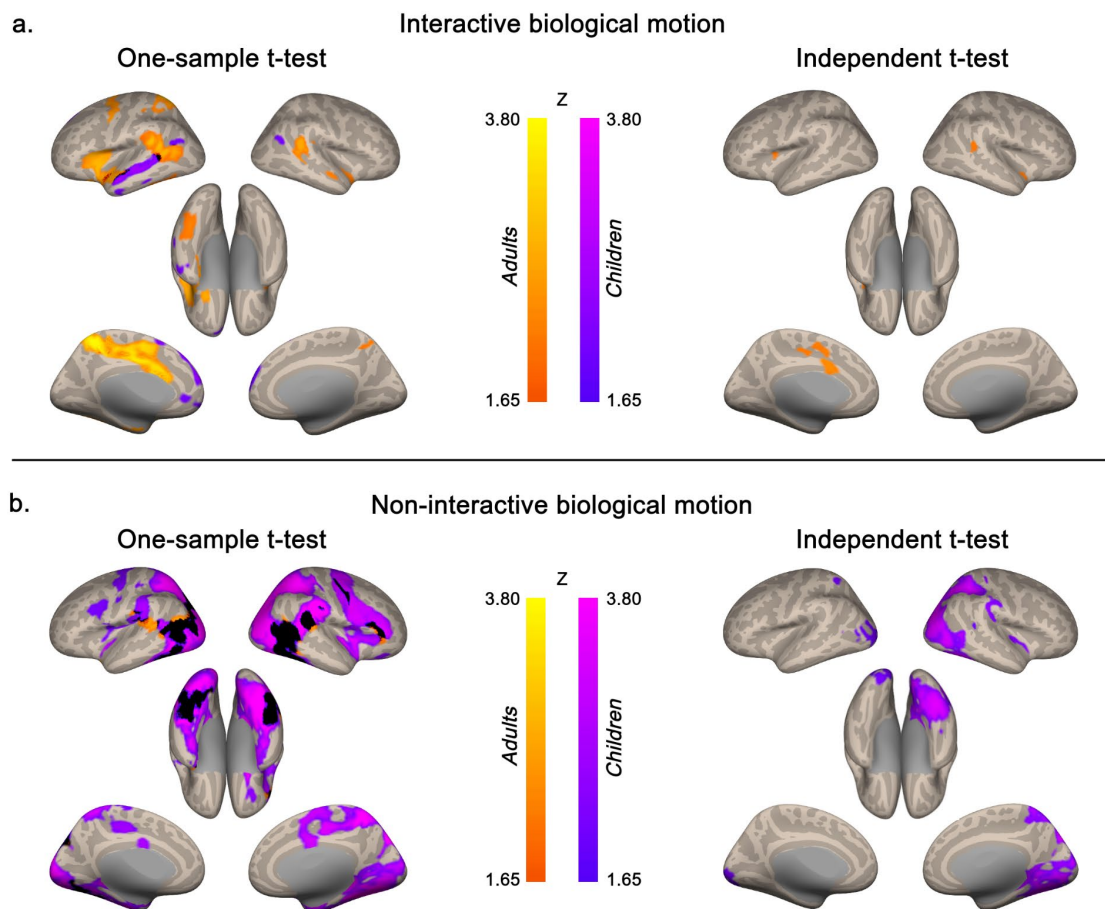 a.
Interactive biological motion
One-sample t-test
Independent t-test
Z
3.80
3.80
Adults
Children
1.65
1.65
b.
Non-interactive biological motion
One-sample t-test
Independent t-test
Z
3.80
3.80
Adults
Children
1.65
1.65